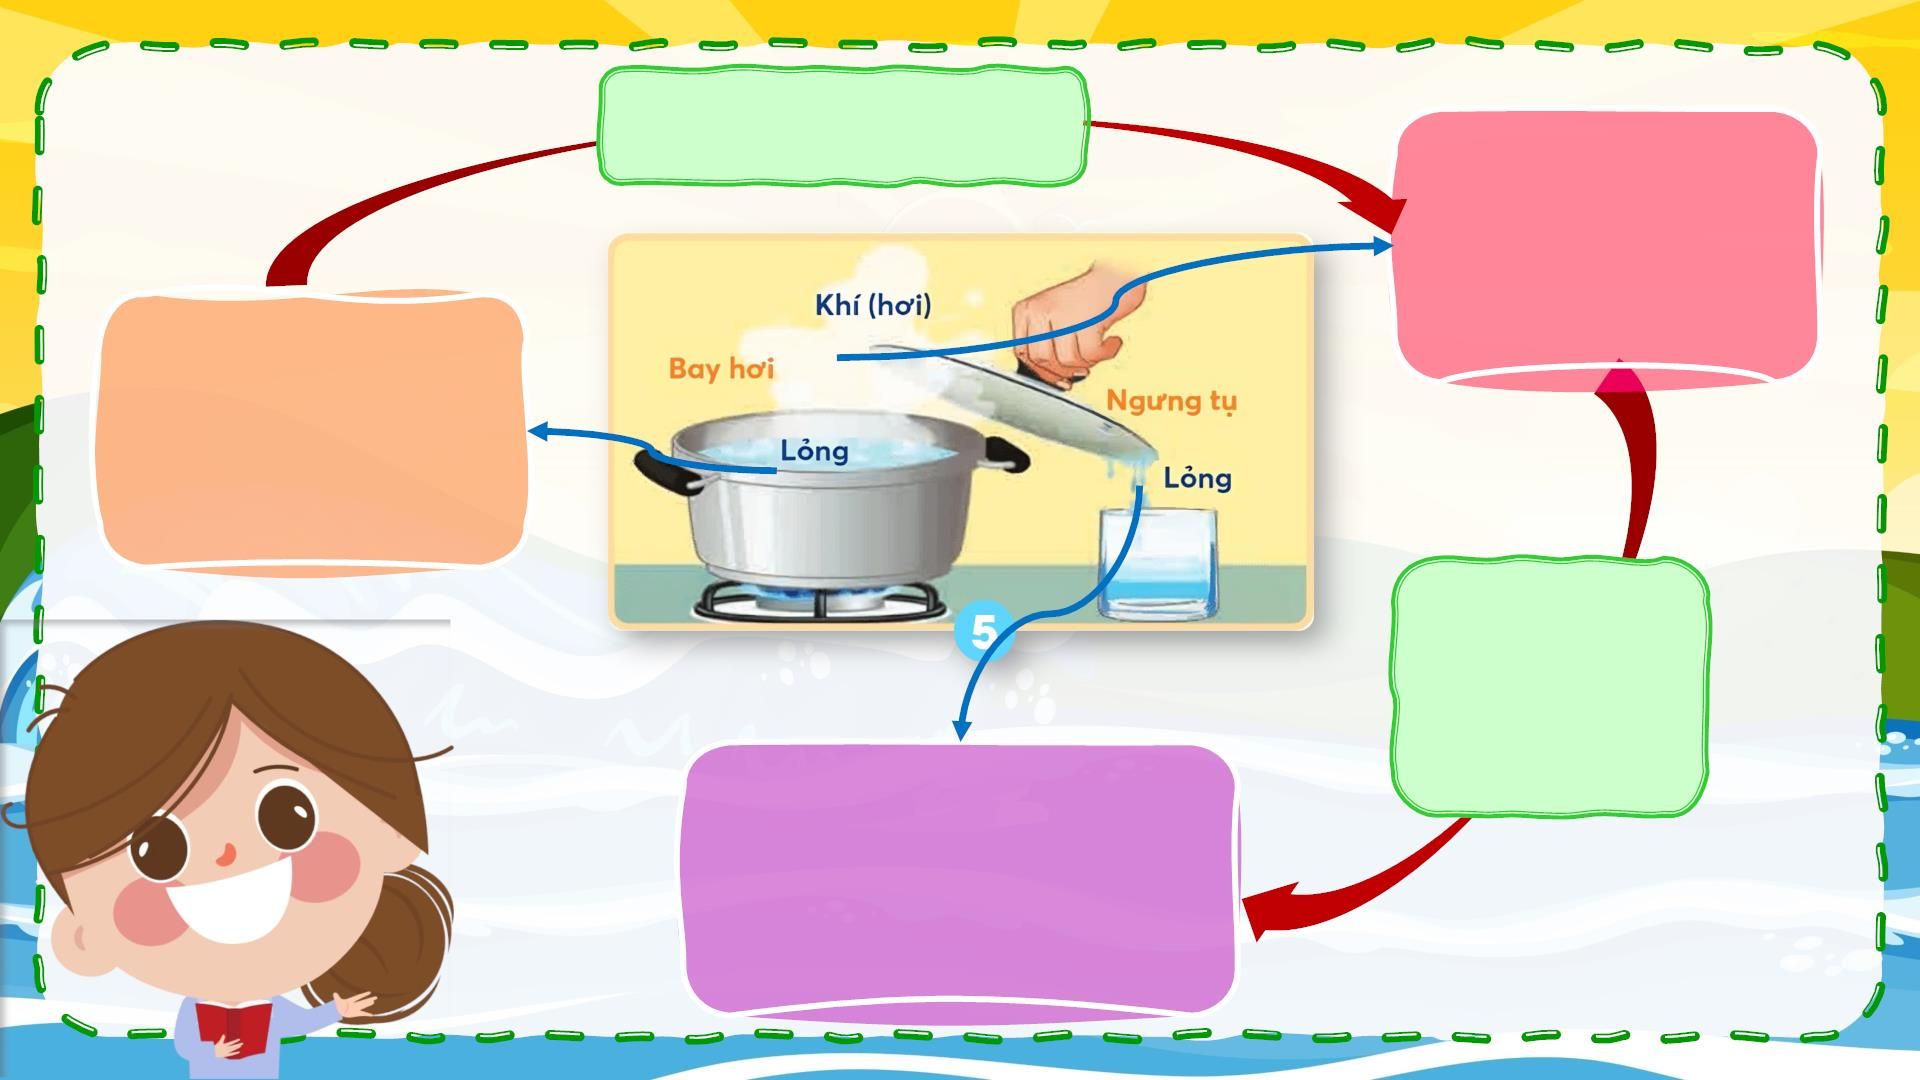 Khí (hơi)
Bay hơi
Ngưng tụ
Lỏng
Lỏng
5